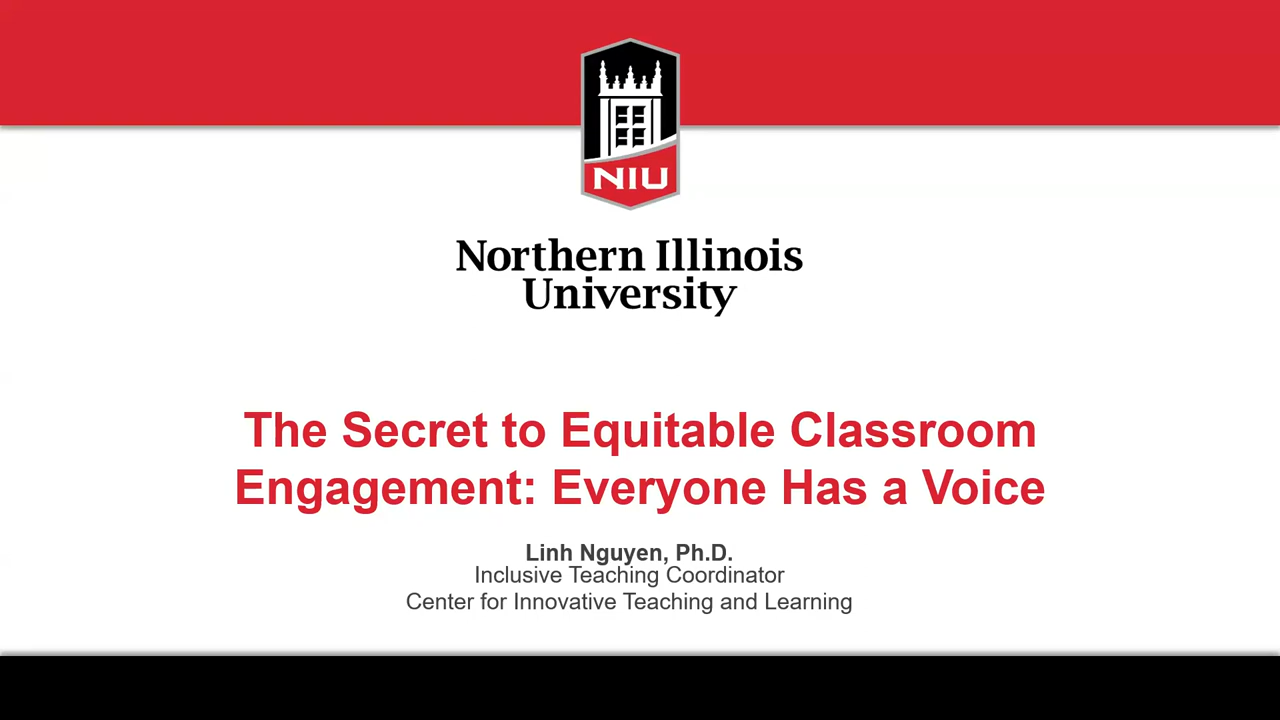 NIU
Northern Illinois
University
The Secret to Equitable Classroom
Engagement: Everyone Has a Voice
Linh Nguyen, Ph.D.
Inclusive Teaching Coordinator
Center for Innovative Teaching and Learning